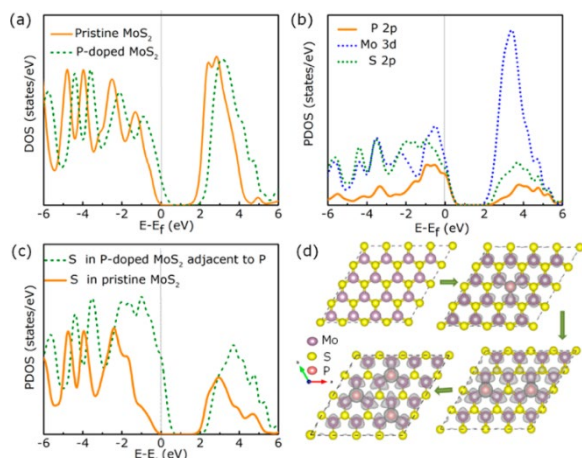 (a)
Pristine MoS2
P-doped MoS2
DOS (states/eV)
-6 -4 -2 0 2 4 6
E-Ef (eV)
(b)
P 2p
Mo 3d
S 2p
PDOS (states/eV)
-6 -4 -2 0 2 4 6
E-Ef (eV)
(c)
S in P-doped MoS2 adjacent to P
S in pristine MoS2
PDOS (states/eV)
-6 -4 -2 0 2 4 6
(d)
Mo
S
P